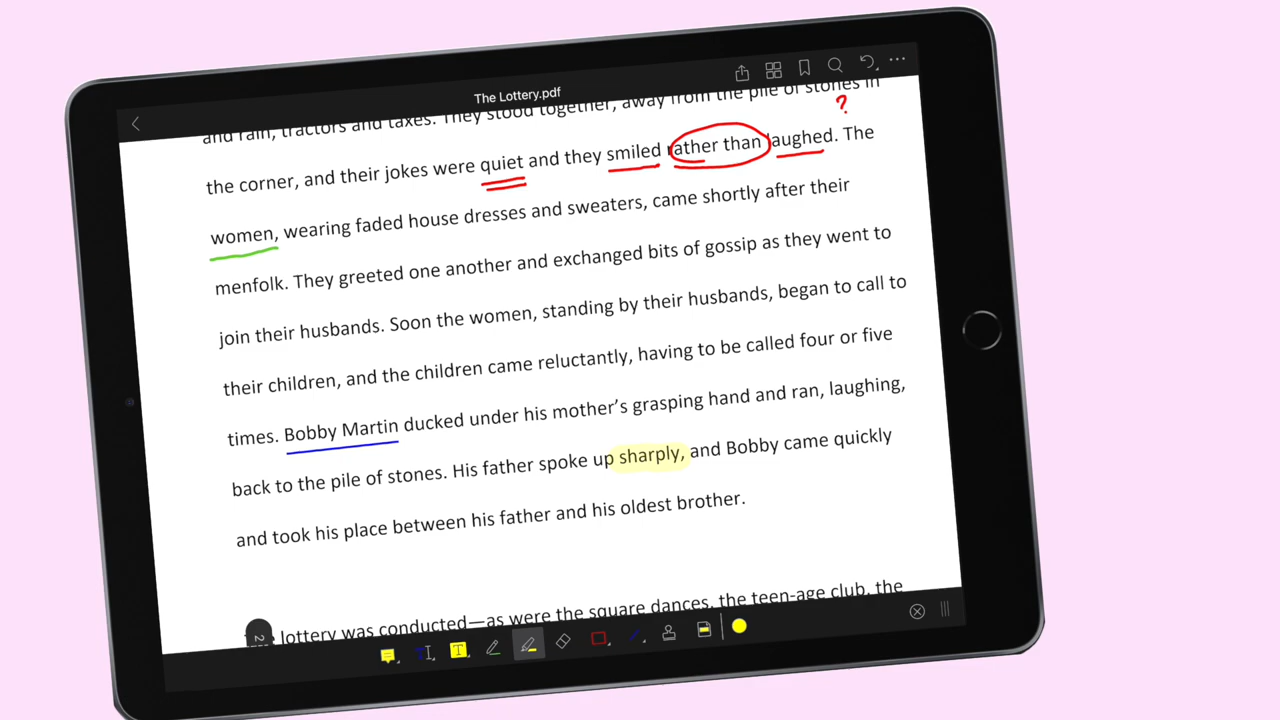 The Lottery.pdf
and rain, tractors and taxes. They stood together, away from the pile of stones in
?
the corner, and their jokes were quiet and they smiled rather than laughed. The
women, wearing faded house dresses and sweaters, came shortly after their
menfolk. They greeted one another and exchanged bits of gossip as they went to
join their husbands. Soon the women, standing by their husbands, began to call to
their children, and the children came reluctantly, having to be called four or five
times. Bobby Martin ducked under his mother’s grasping hand and ran, laughing,
back to the pile of stones. His father spoke up sharply, and Bobby came quickly
and took his place between his father and his oldest brother.
lottery was conducted—as were the square dances, the teen-age club, the
2
T
T